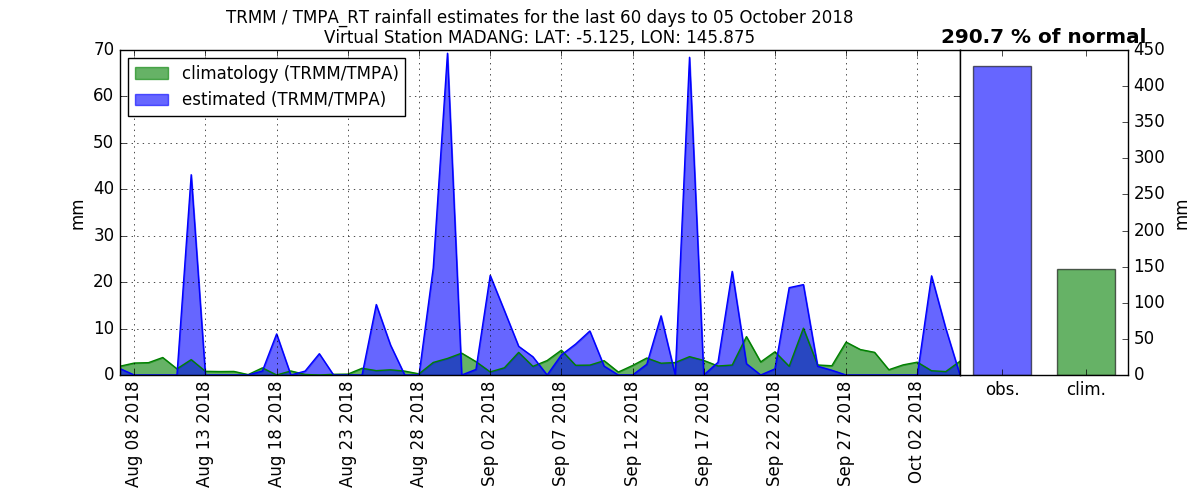 TRMM / TMPA_RT rainfall estimates for the last 60 days to 05 October 2018
Virtual Station MADANG: LAT: -5.125, LON: 145.875
290.7 % of normal
climatology (TRMM/TMPA)
estimated (TRMM/TMPA)
70
60
50
40
30
20
10
0
mm
Aug 08 2018
Aug 13 2018
Aug 18 2018
Aug 23 2018
Aug 28 2018
Sep 02 2018
Sep 07 2018
Sep 12 2018
Sep 17 2018
Sep 22 2018
Sep 27 2018
Oct 02 2018
obs.
clim.
450
400
350
300
250
200
150
100
50
0
mm